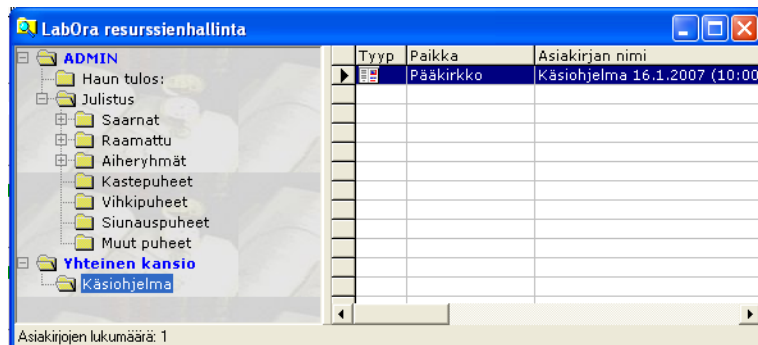 LabOra resurssienhallinta
ADMIN
Haun tulos:
Julistus
Saarnat
Raamattu
Aiheryhmät
Kastepuheet
Vihkipuheet
Siunauspuheet
Muut puheet
Yhteinen kansio
Käsiohjelma
Tyyp Paikka Asiakirjan nimi
Pääkirkko Käsiohjelma 16.1.2007 (10:00
Asiakirjojen lukumäärä: 1